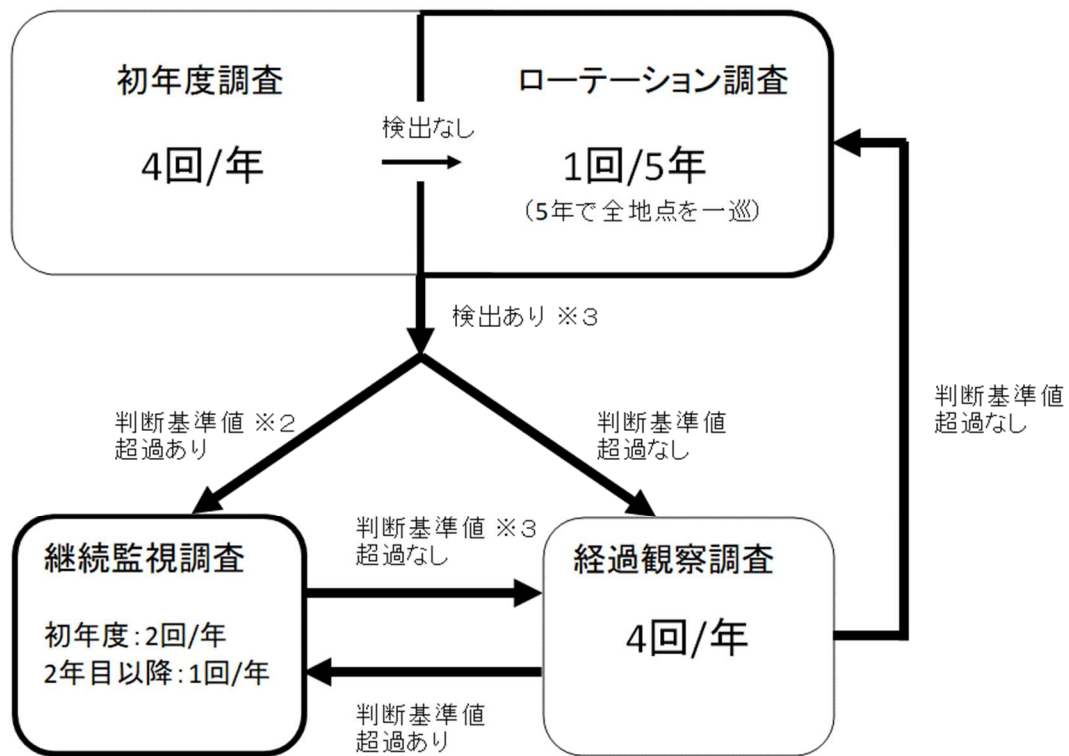 初年度調査
4回/年
検出なし
ローテーション調査
1回/5年
(5年で全地点を一巡)
検出あり ※3
判断基準値 ※2
超過あり
判断基準値
超過なし
判断基準値
超過なし
継続監視調査
初年度:2回/年
2年目以降:1回/年
判断基準値 ※3
超過なし
経過観察調査
4回/年
判断基準値
超過あり